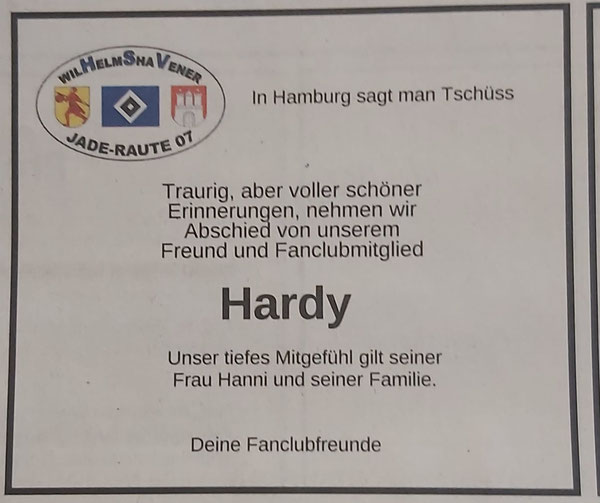 WILHELMSHAVENER
JADE-RAUTE 07
In Hamburg sagt man Tschüss
Traurig, aber voller schöner
Erinnerungen, nehmen wir
Abschied von unserem
Freund und Fanclubmitglied
Hardy
Unser tiefes Mitgefühl gilt seiner
Frau Hanni und seiner Familie.
Deine Fanclubfreunde